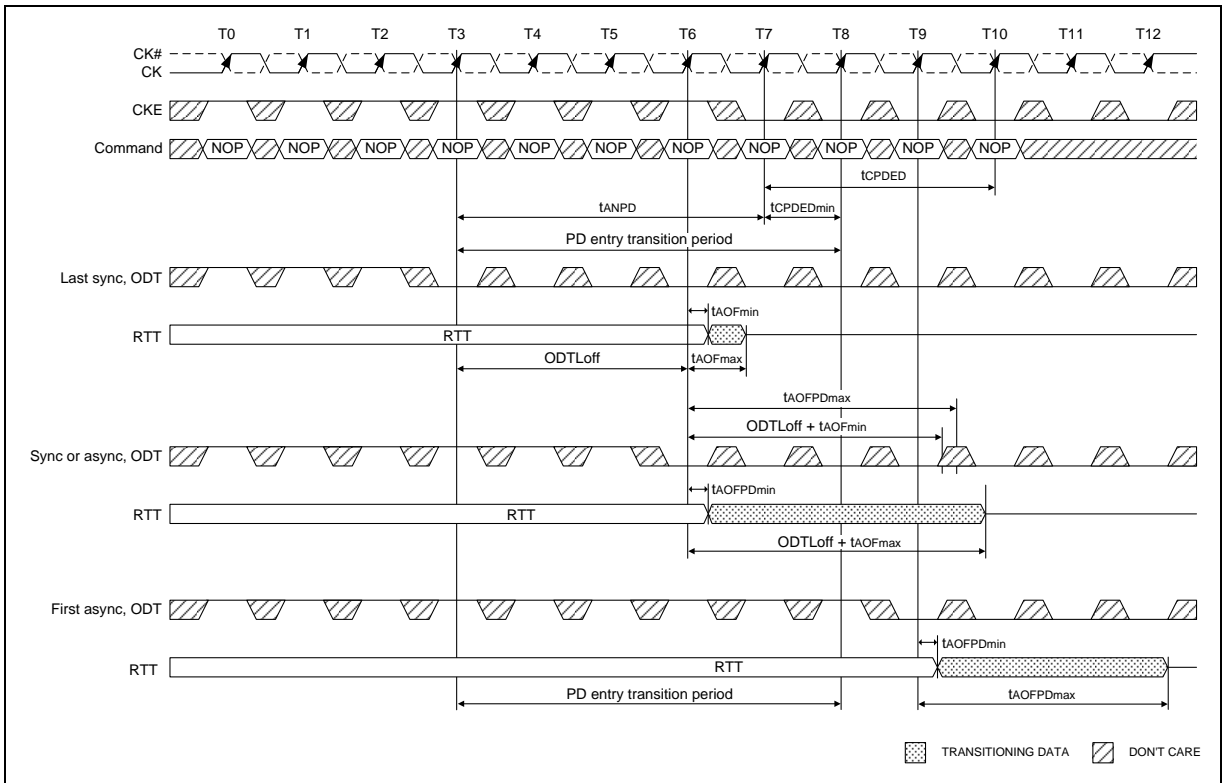 T0 T1 T2 T3 T4 T5 T6 T7 T8 T9 T10 T11 T12
CK#
CK
CKE
Command NOP NOP NOP NOP NOP NOP NOP NOP NOP NOP NOP
tCPDED
tANPD tCPDEDmin
PD entry transition period
Last sync, ODT
tAOFmin
RTT RTT
ODTLoff tAOFmax
tAOFPDmax
ODTLoff + tAOFmin
Sync or async, ODT
tAOFPDmin
RTT RTT
ODTLoff + tAOFmax
First async, ODT
tAOFPDmin
RTT RTT
PD entry transition period tAOFPDmax
TRANSITIONING DATA DON'T CARE